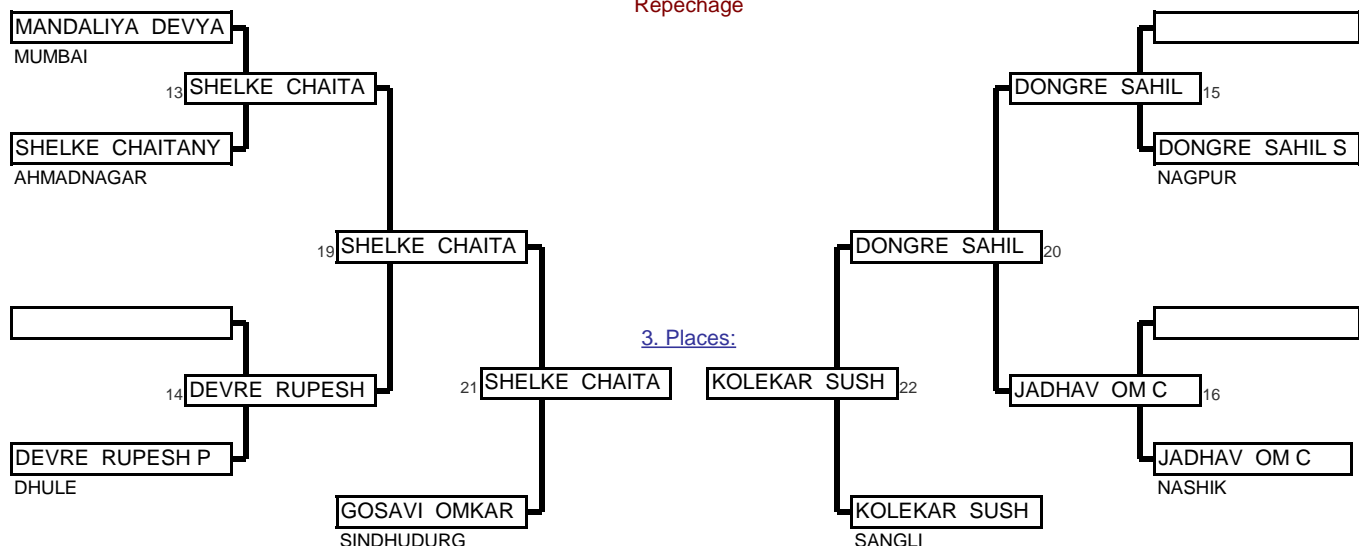 Repechage
MANDALIYA DEVYA
MUMBAI
13 SHELKE CHAITA
DONGRE SAHIL 15
SHELKE CHAITANY
AHMADNAGAR
DONGRE SAHIL S
NAGPUR
19 SHELKE CHAITA
DONGRE SAHIL 20
3. Places:
14 DEVRE RUPESH
21 SHELKE CHAITA
KOLEKAR SUSH 22
JADHAV OM C 16
DEVRE RUPESH P
DHULE
JADHAV OM C
NASHIK
GOSAVI OMKAR
SINDHUDURG
KOLEKAR SUSH
SANGLI